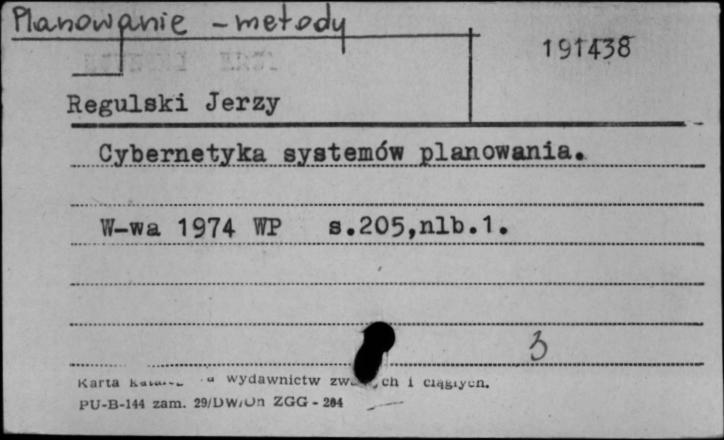 Planowanie - metody
191438
Regulski Jerzy
Cybernetyka systemów planowania.
W-wa 1974 WP s.205,nlb.1.
3
Karta wydawnictw i ciągłych.
PU-B-144 zam. 29/DW/On ZGG - 204